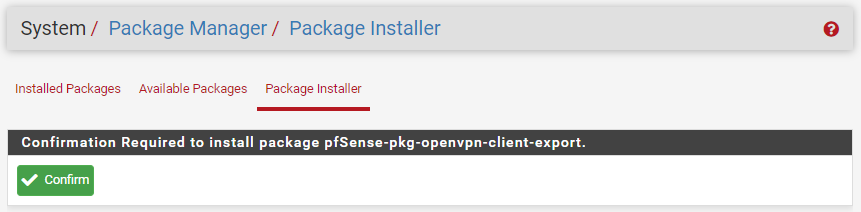 System / Package Manager / Package Installer
Installed Packages Available Packages Package Installer
Confirmation Required to install package pfSense-pkg-openvpn-client-export.
Confirm